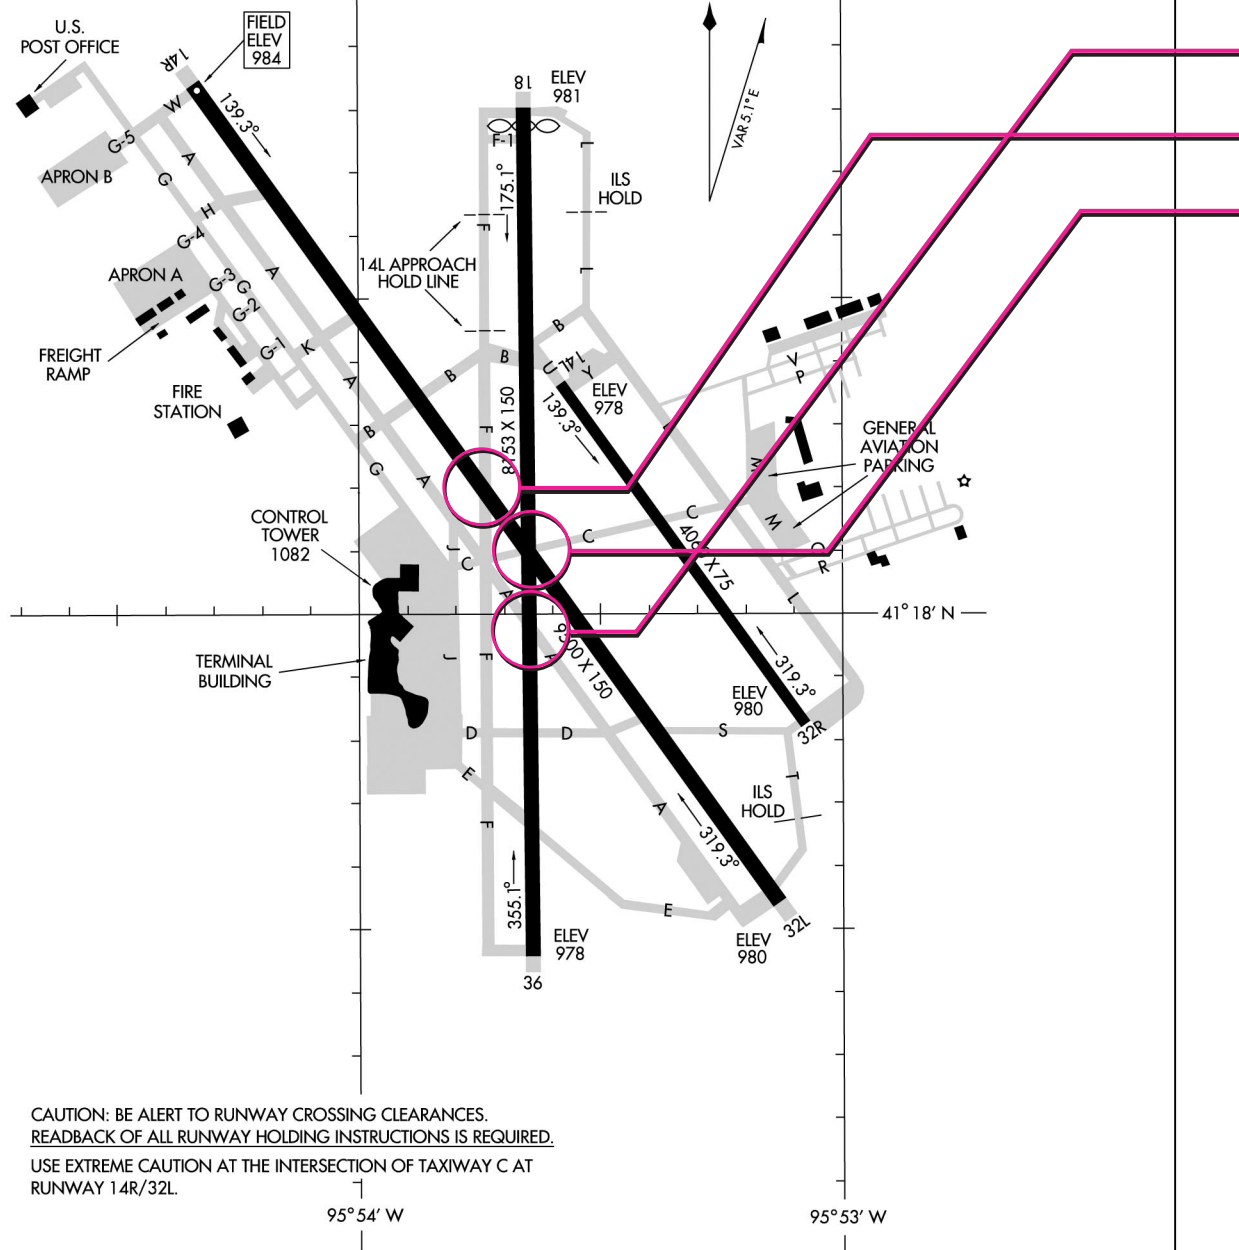 U.S.
POST OFFICE
14R
FIELD
ELEV
984
W
139.3°
18
ELEV
981
VAR 5.1° E
G-5
A
F-1
L
APRON B
G
175.1°
ILS
HOLD
H
F
G-4
14L APPROACH
HOLD LINE
APRON A
G-3
G
A
L
G-2
FREIGHT
RAMP
G-1
K
B
B
B
14L
U
Y
V
P
A
ELEV
978
FIRE
STATION
139.3°
8153 X 150
B
F
L
GENERAL
AVIATION
PARKING
G
A
M
CONTROL
TOWER
1082
C
M
J
C
C
Q
R
A
L
41° 18' N
TERMINAL
BUILDING
J
F
A
9500 X 150
319.3°
ELEV
980
32R
D
D
S
E
T
ILS
HOLD
A
F
319.3°
355.1°
E
32L
ELEV
978
ELEV
980
36
CAUTION: BE ALERT TO RUNWAY CROSSING CLEARANCES.
READBACK OF ALL RUNWAY HOLDING INSTRUCTIONS IS REQUIRED.
USE EXTREME CAUTION AT THE INTERSECTION OF TAXIWAY C AT
RUNWAY 14R/32L.
95° 54' W
95° 53' W